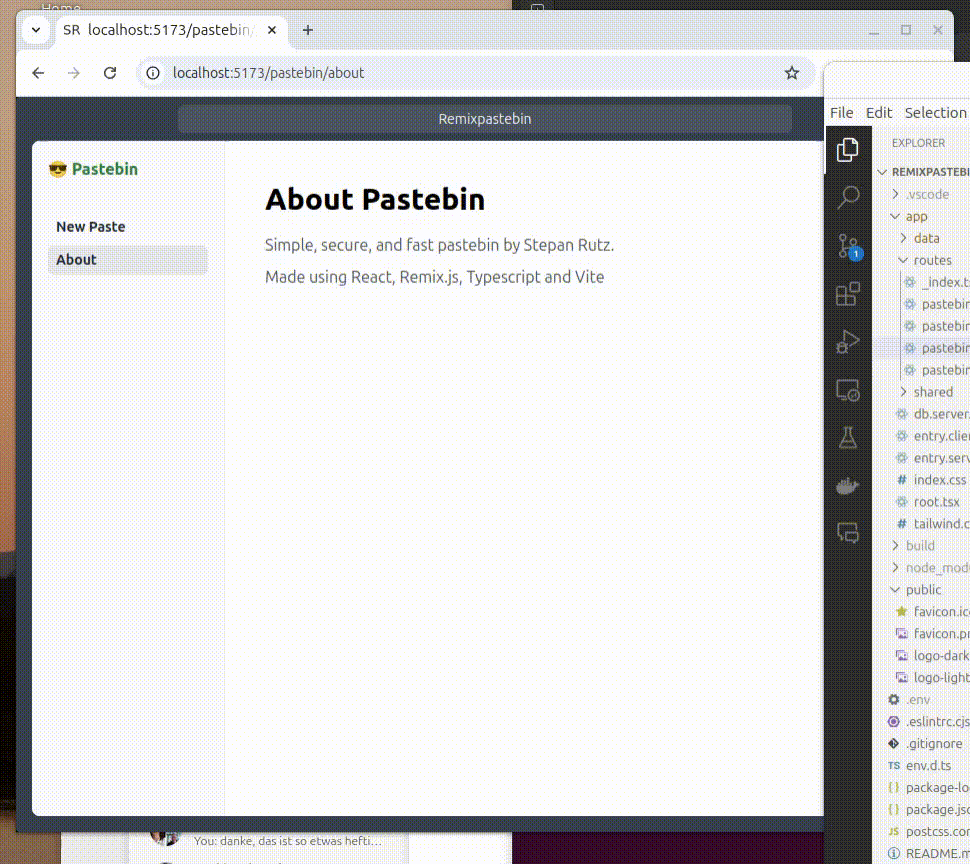 Home
SR localhost:5173/pastebin/
localhost:5173/pastebin/about
Remixpastebin
😎 Pastebin
New Paste
About
About Pastebin
Simple, secure, and fast pastebin by Stepan Rutz.
Made using React, Remix.js, Typescript and Vite
You: danke, das ist so etwas hefti…
File Edit Selection
EXPLORER
REMIXPASTEBI
.vscode
app
data
routes
_index.t
pastebin
pastebin
pastebin
pastebin
shared
db.server.
entry.clie
entry.serv
# index.css
root.tsx
# tailwind.c
build
node_mod
public
favicon.ic
favicon.pr
logo-dark
logo-light
.env
.eslintrc.cjs
.gitignore
TS env.d.ts
{ } package-lo
{ } package.jso
JS postcss.con
README.m
1